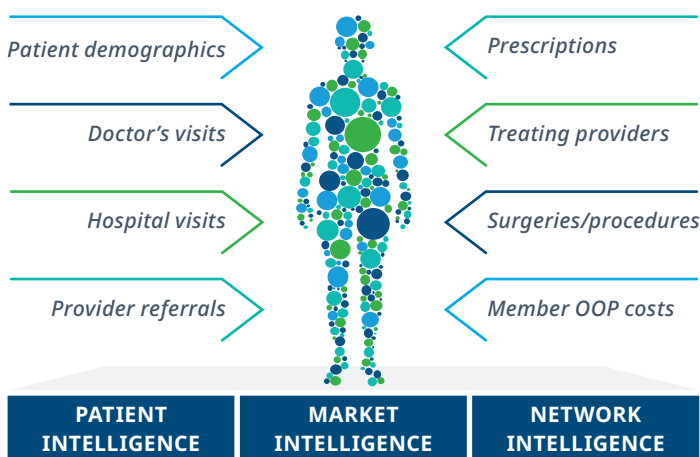 Patient demographics
Prescriptions
Doctor’s visits
Treating providers
Hospital visits
Surgeries/procedures
Provider referrals
Member OOP costs
PATIENT
INTELLIGENCE
MARKET
INTELLIGENCE
NETWORK
INTELLIGENCE